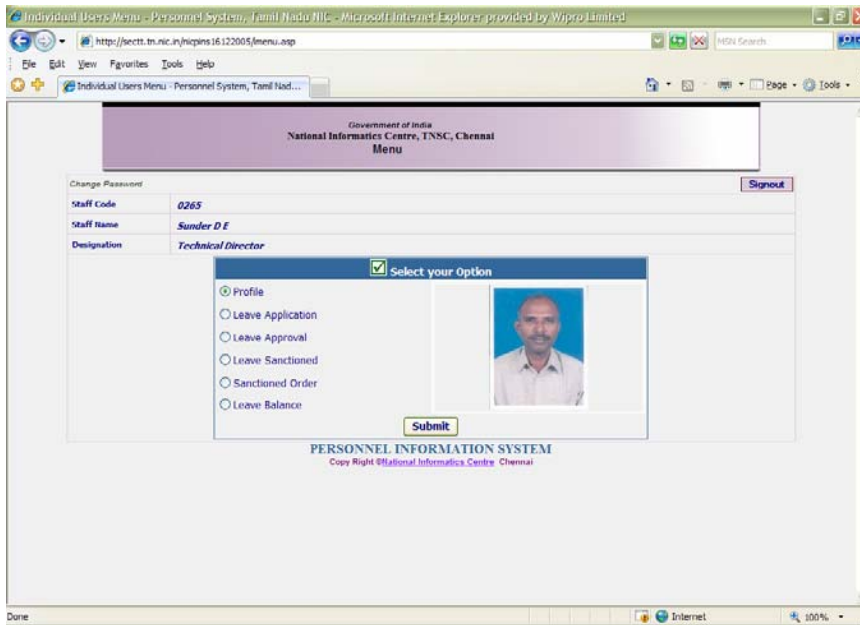 Individual Users Menu - Personnel System, Tamil Nadu NIC - Microsoft Internet Explorer provided by Wipro Limited
http://sectt.tn.nic.in/nicpins16122005/imenu.asp
MSN Search
File Edit View Favorites Tools Help
Individual Users Menu - Personnel System, Tamil Nad...
Page Tools
Government of India
National Informatics Centre, TNSC, Chennai
Menu
Change Password Signout
Staff Code 0265
Staff Name Sunder D E
Designation Technical Director
Select your Option
Profile
Leave Application
Leave Approval
Leave Sanctioned
Sanctioned Order
Leave Balance
Submit
PERSONNEL INFORMATION SYSTEM
Copy Right ©National Informatics Centre Chennai
Done Internet 100%